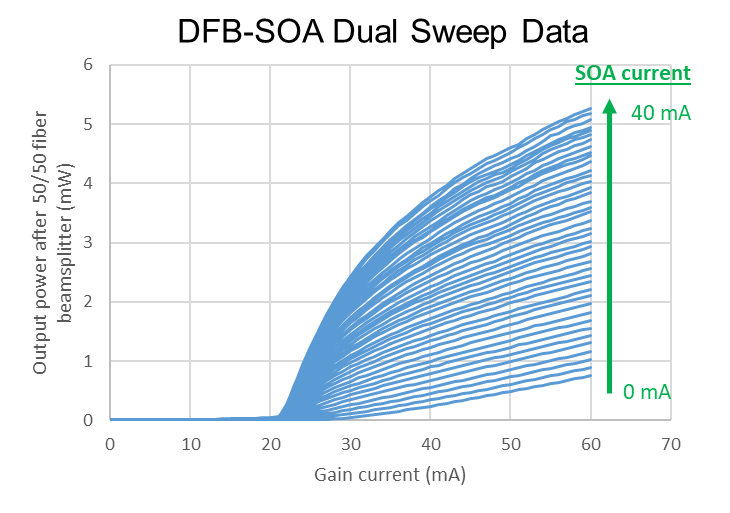 DFB-SOA Dual Sweep Data
SOA current
40 mA
0 mA
Output power after 50/50 fiber
beamsplitter (mW)
6
5
4
3
2
1
0
0 10 20 30 40 50 60 70
Gain current (mA)